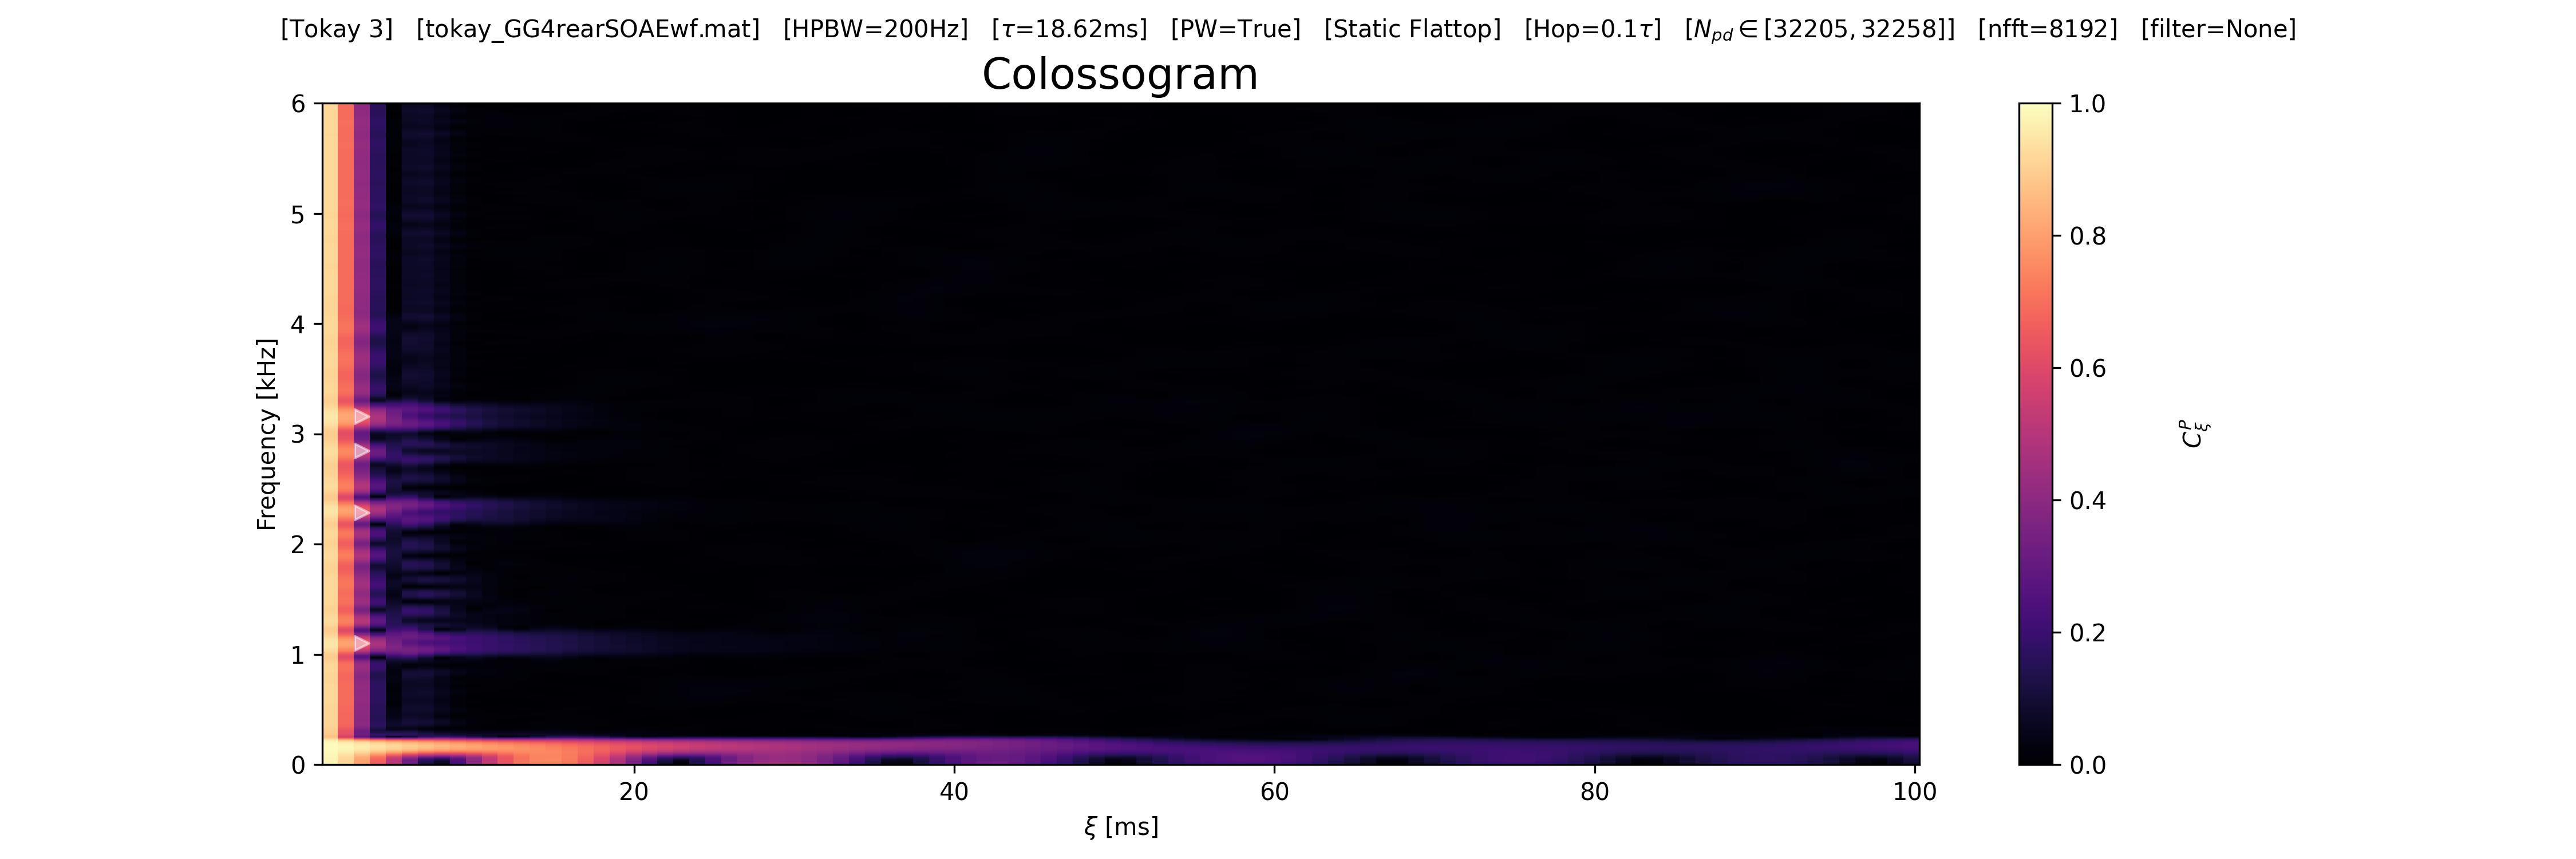 [Tokay 3] [tokay_GG4rearSOAEwf.mat] [HPBW=200Hz] [τ=18.62ms] [PW=True] [Static Flattop] [Hop=0.1τ] [N_pd ∈ [32205, 32258]] [nfft=8192] [filter=None]
Colossogram
Frequency [kHz]
6
5
4
3
2
1
0
20 40 60 80 100
ξ [ms]
1.0
0.8
0.6
0.4
0.2
0.0
C_ξ^P